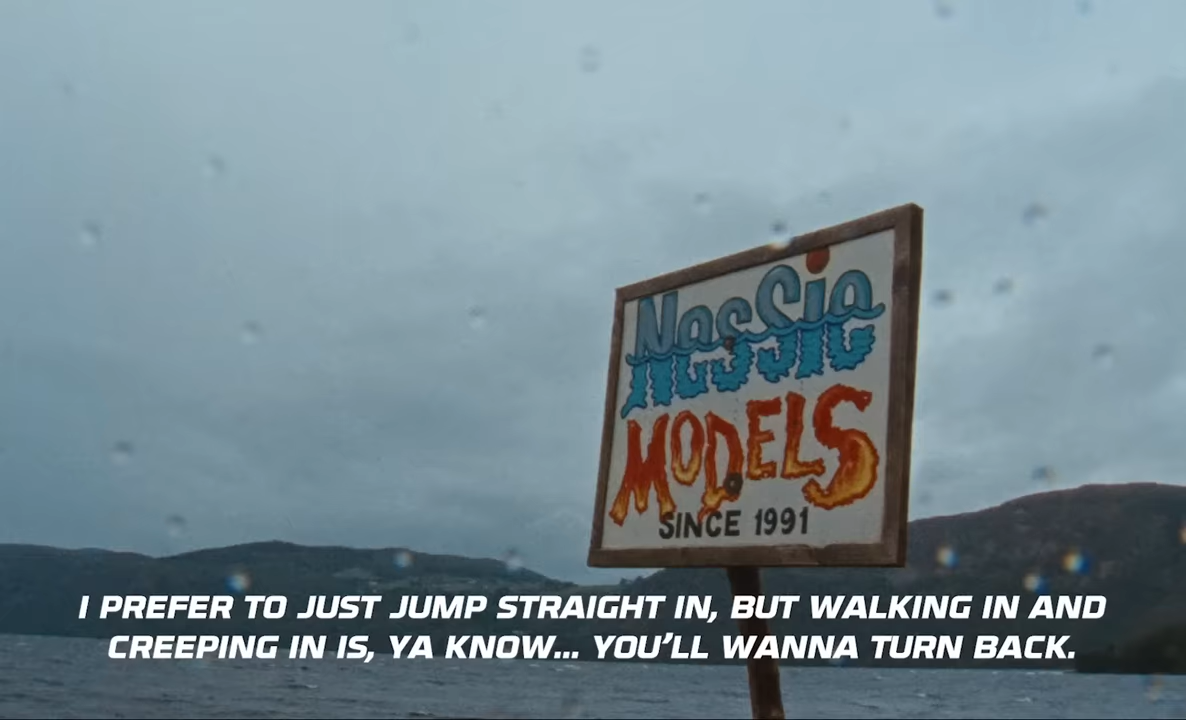 NesSie
MODELS
SINCE 1991
I PREFER TO JUST JUMP STRAIGHT IN, BUT WALKING IN AND
CREEPING IN IS, YA KNOW... YOU'LL WANNA TURN BACK.